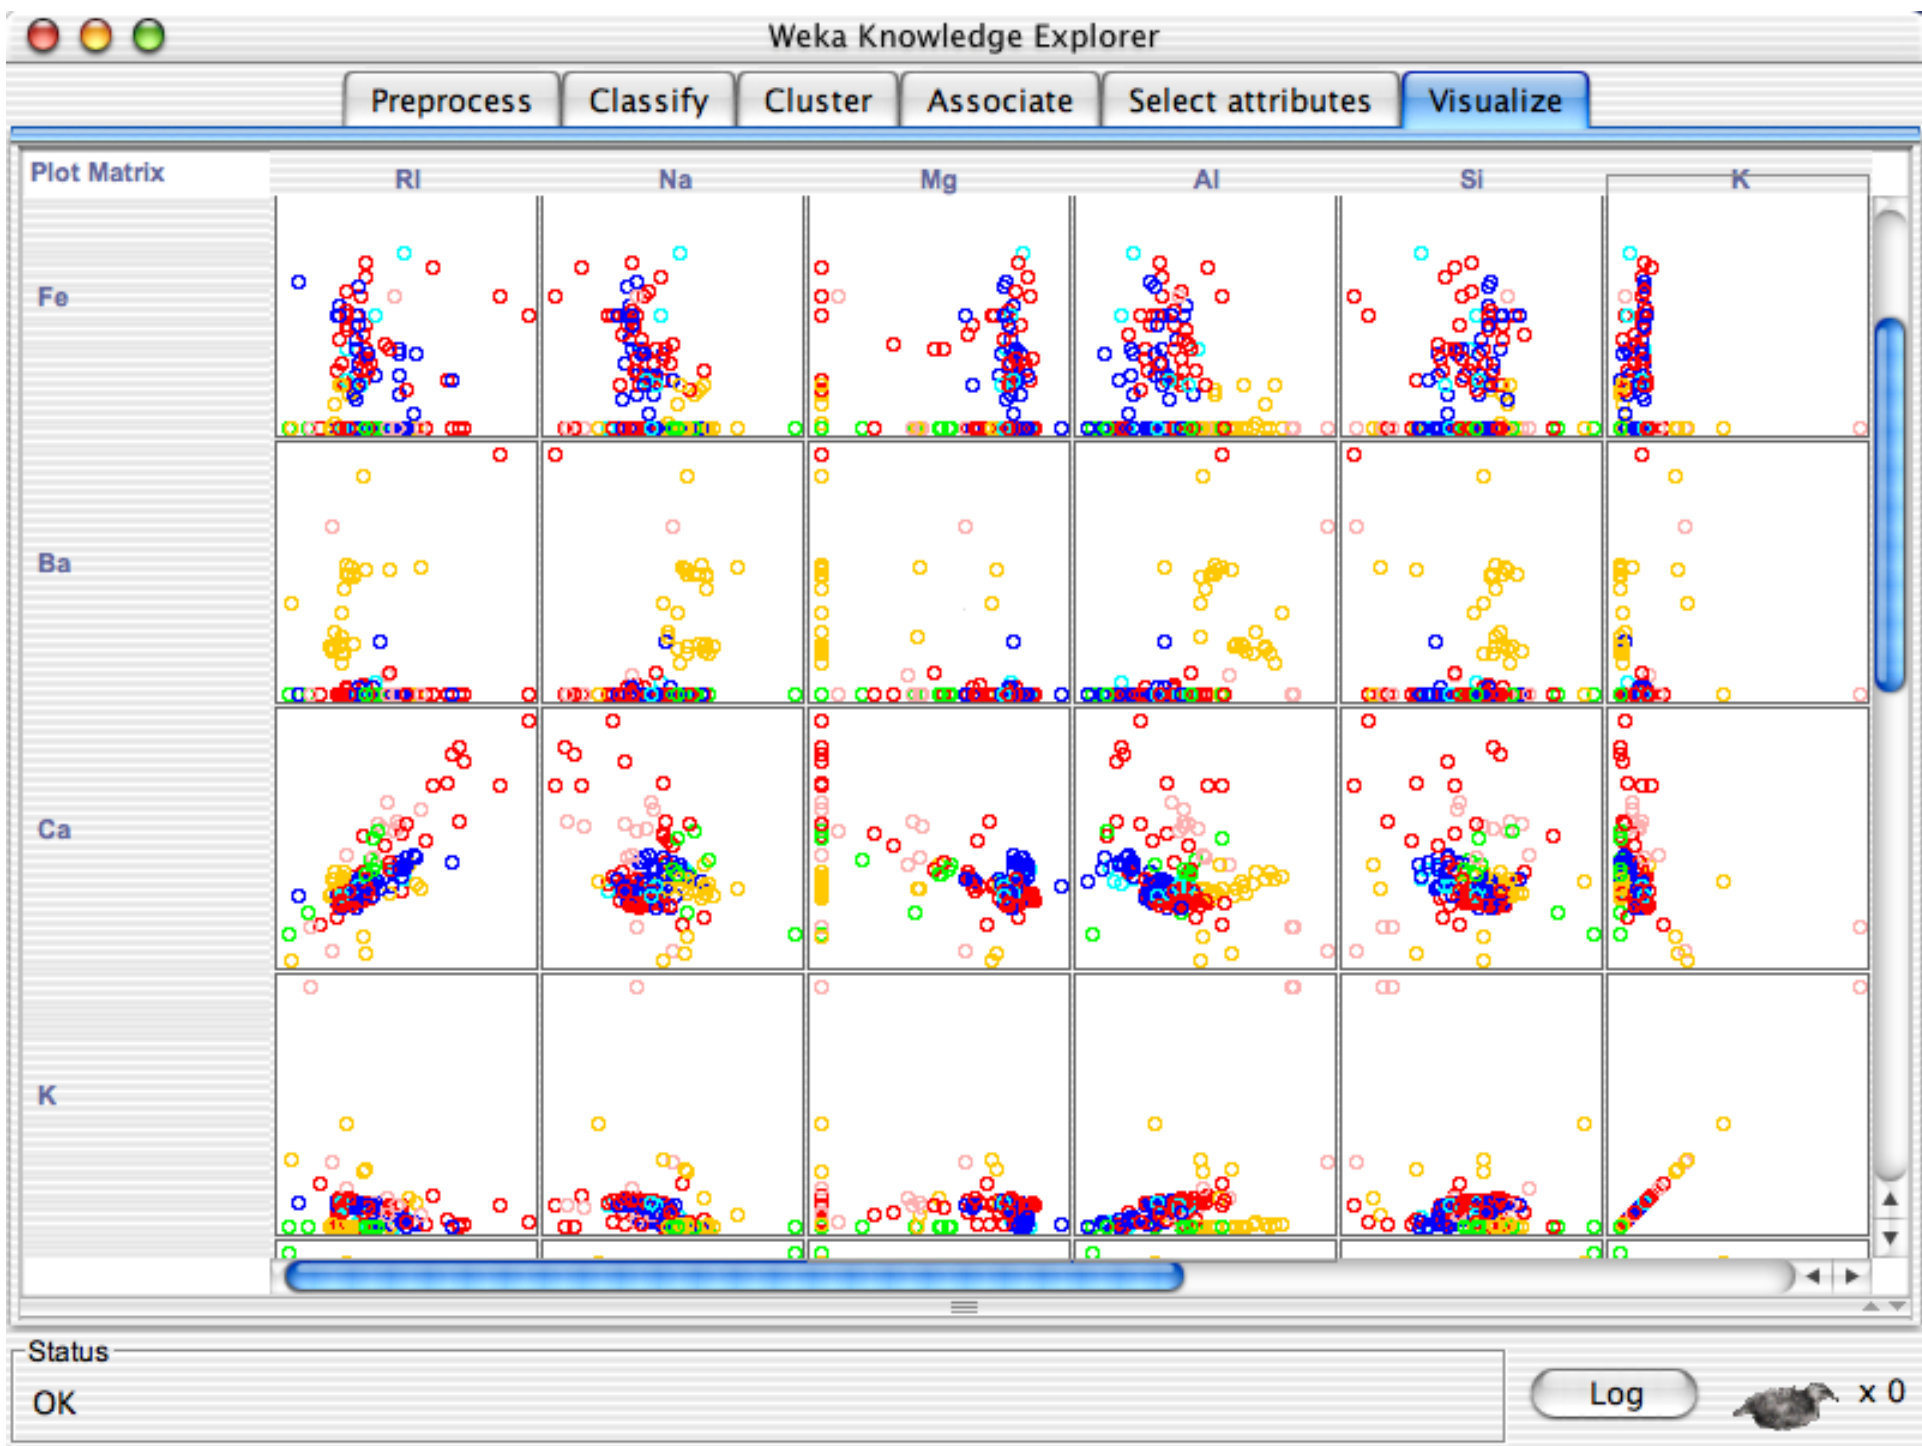 Weka Knowledge Explorer
Preprocess Classify Cluster Associate Select attributes Visualize
Plot Matrix RI Na Mg Al Si K
Fe
Ba
Ca
K
Status
OK
Log x 0